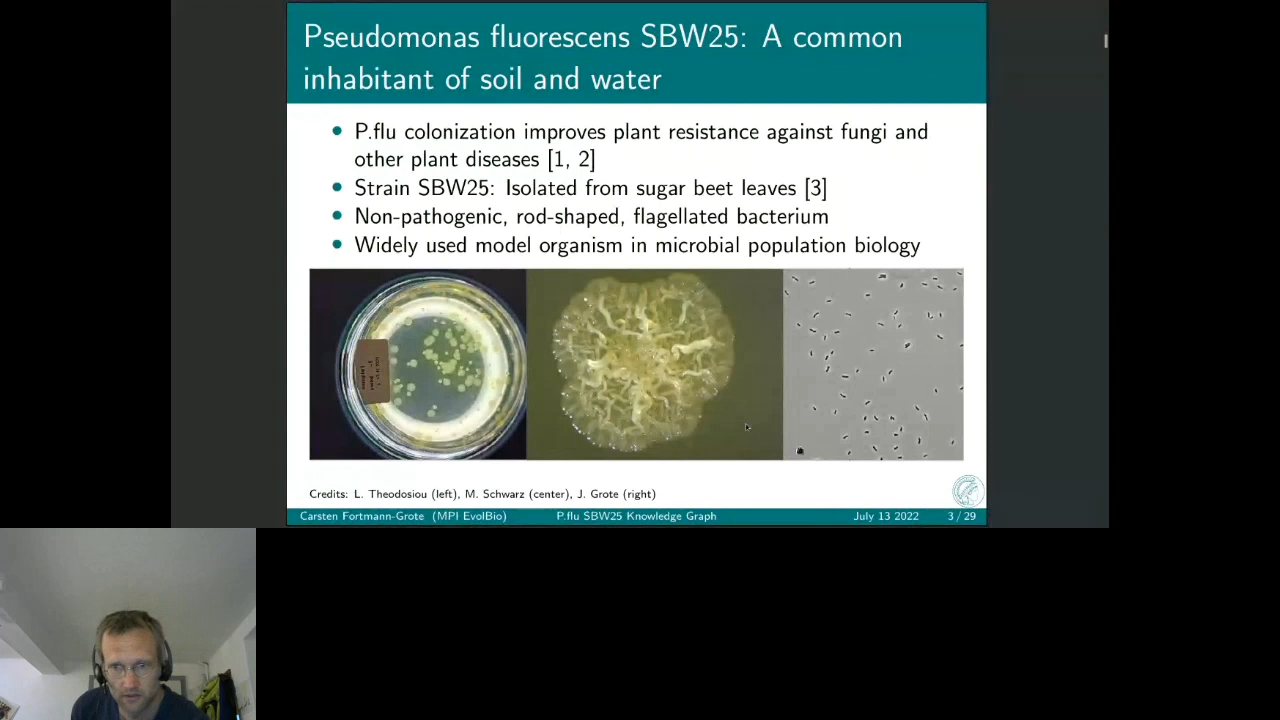 Pseudomonas fluorescens SBW25: A common
inhabitant of soil and water
• P.flu colonization improves plant resistance against fungi and
other plant diseases [1, 2]
• Strain SBW25: Isolated from sugar beet leaves [3]
• Non-pathogenic, rod-shaped, flagellated bacterium
• Widely used model organism in microbial population biology
Credits: L. Theodosiou (left), M. Schwarz (center), J. Grote (right)
Carsten Fortmann-Grote (MPI EvolBio) P.flu SBW25 Knowledge Graph July 13 2022 3 / 29